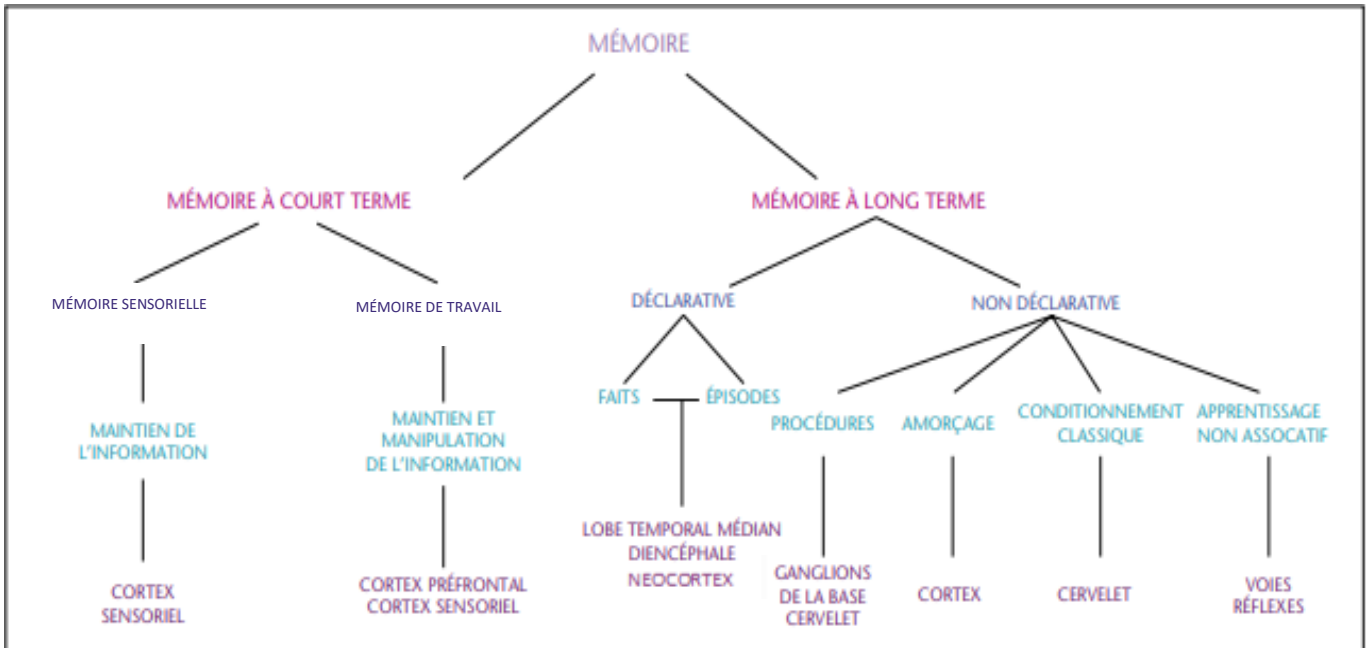 MÉMOIRE
MÉMOIRE À COURT TERME
MÉMOIRE À LONG TERME
MÉMOIRE SENSORIELLE
MÉMOIRE DE TRAVAIL
DÉCLARATIVE
NON DÉCLARATIVE
MAINTIEN DE
L'INFORMATION
MAINTIEN ET
MANIPULATION
DE L'INFORMATION
FAITS
ÉPISODES
PROCÉDURES
AMORÇAGE
CONDITIONNEMENT
CLASSIQUE
APPRENTISSAGE
NON ASSOCATIF
CORTEX
SENSORIEL
CORTEX PRÉFRONTAL
CORTEX SENSORIEL
LOBE TEMPORAL MÉDIAN
DIENCÉPHALE
NEOCORTEX
GANGLIONS
DE LA BASE
CERVELET
CORTEX
CERVELET
VOIES
RÉFLEXES